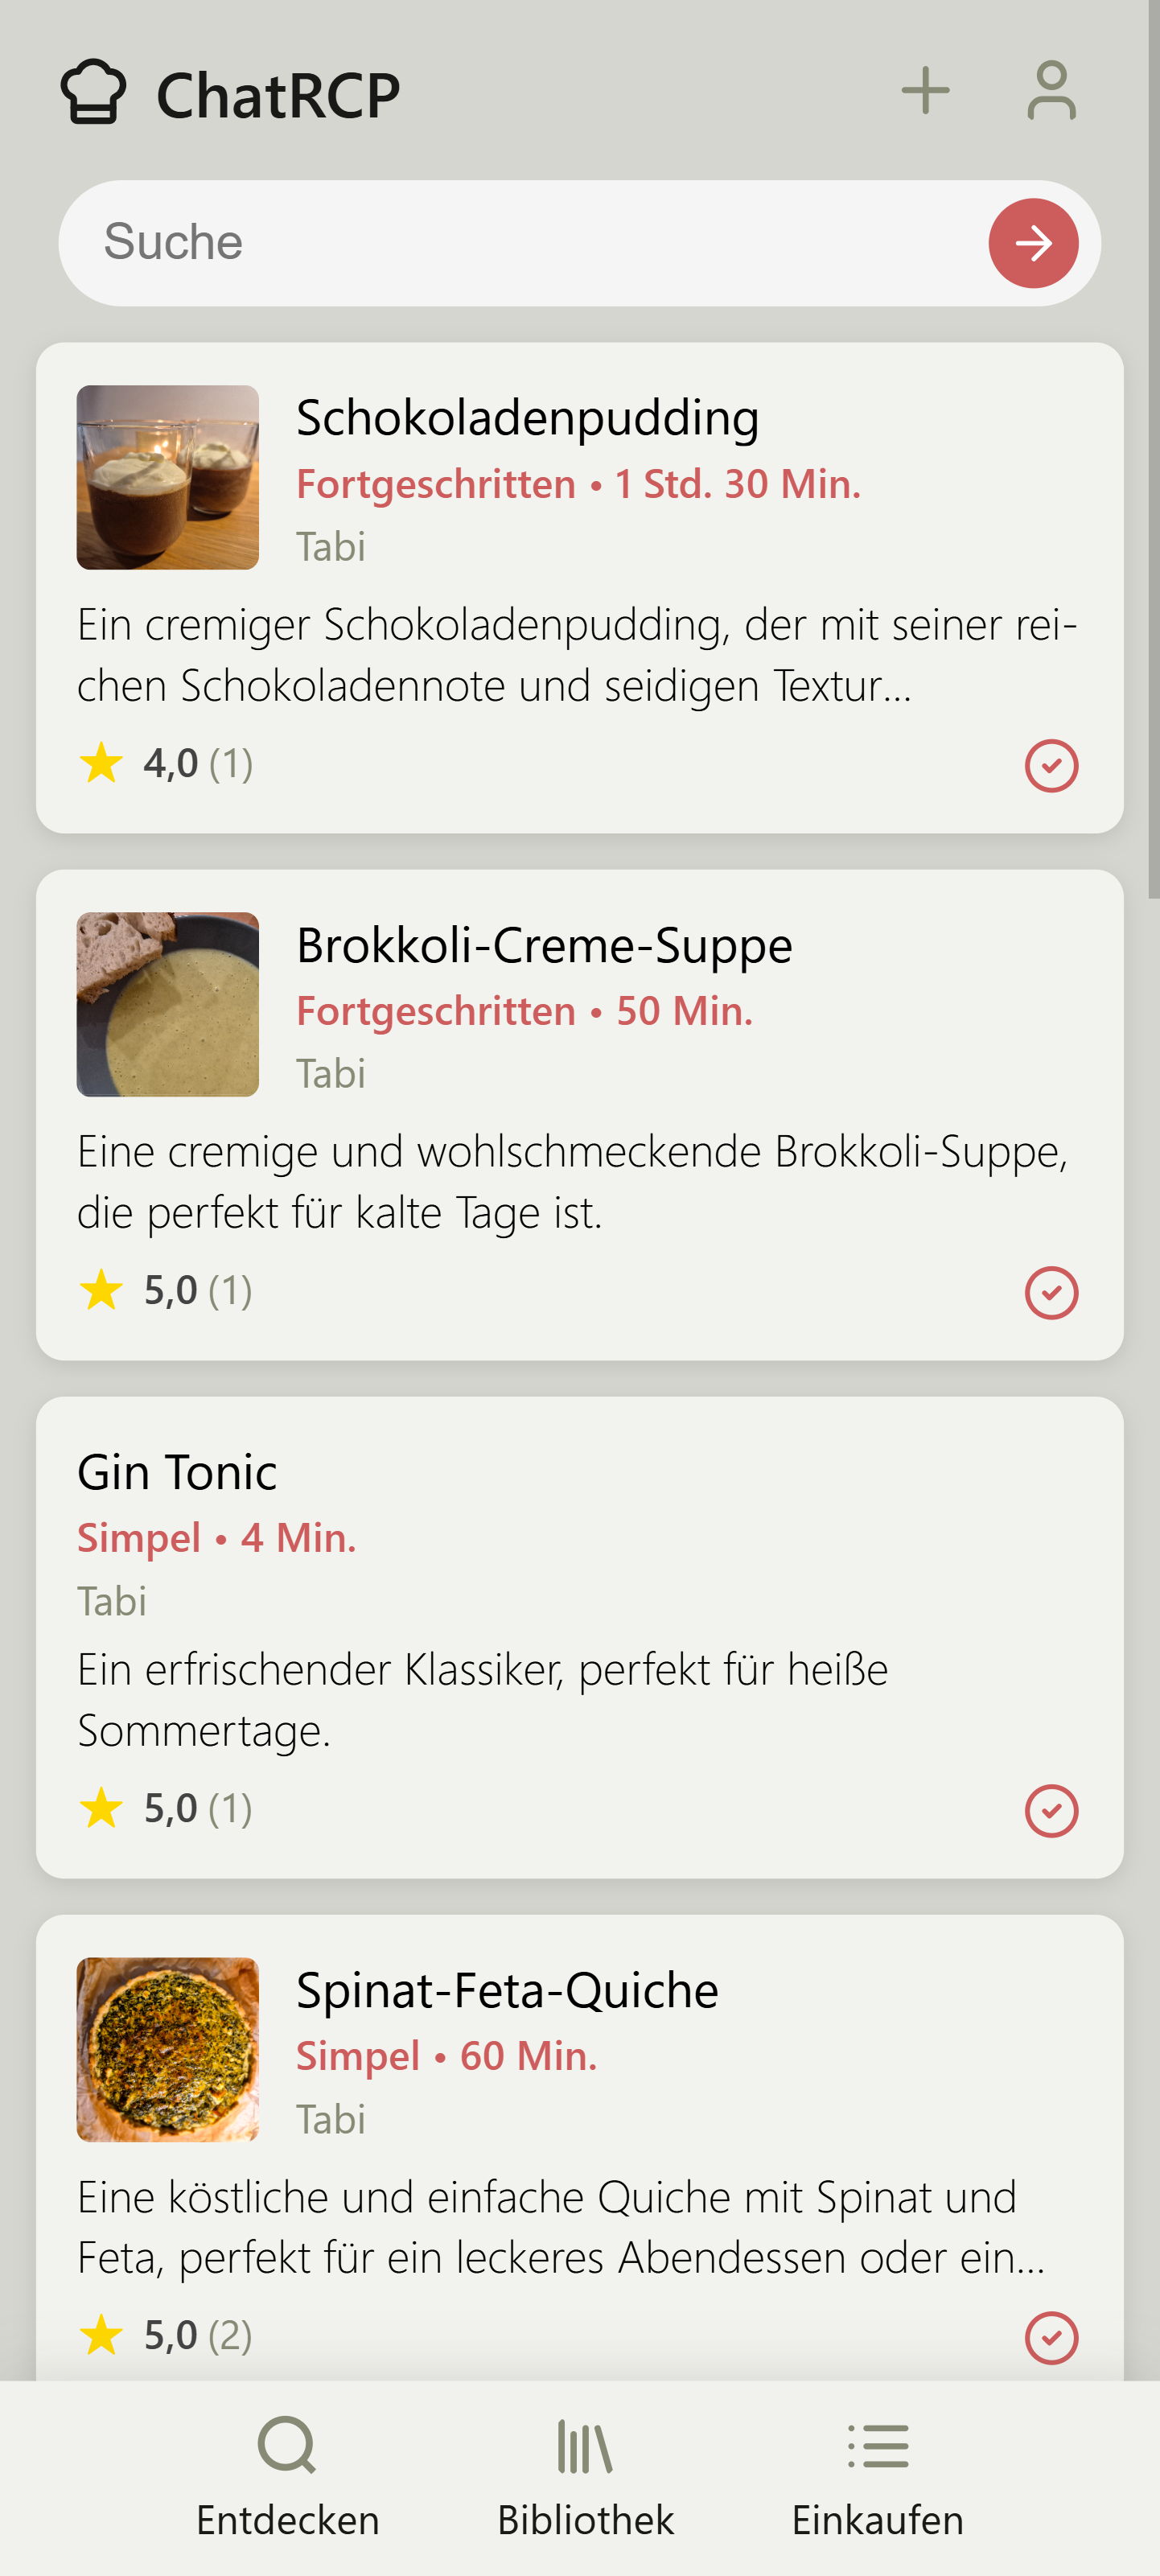 ChatRCP
Suche
Schokoladenpudding
Fortgeschritten • 1 Std. 30 Min.
Tabi
Ein cremiger Schokoladenpudding, der mit seiner rei-
chen Schokoladennote und seidigen Textur...
4,0 (1)
Brokkoli-Creme-Suppe
Fortgeschritten • 50 Min.
Tabi
Eine cremige und wohlschmeckende Brokkoli-Suppe,
die perfekt für kalte Tage ist.
5,0 (1)
Gin Tonic
Simpel • 4 Min.
Tabi
Ein erfrischender Klassiker, perfekt für heiße
Sommertage.
5,0 (1)
Spinat-Feta-Quiche
Simpel • 60 Min.
Tabi
Eine köstliche und einfache Quiche mit Spinat und
Feta, perfekt für ein leckeres Abendessen oder ein...
5,0 (2)
Entdecken
Bibliothek
Einkaufen